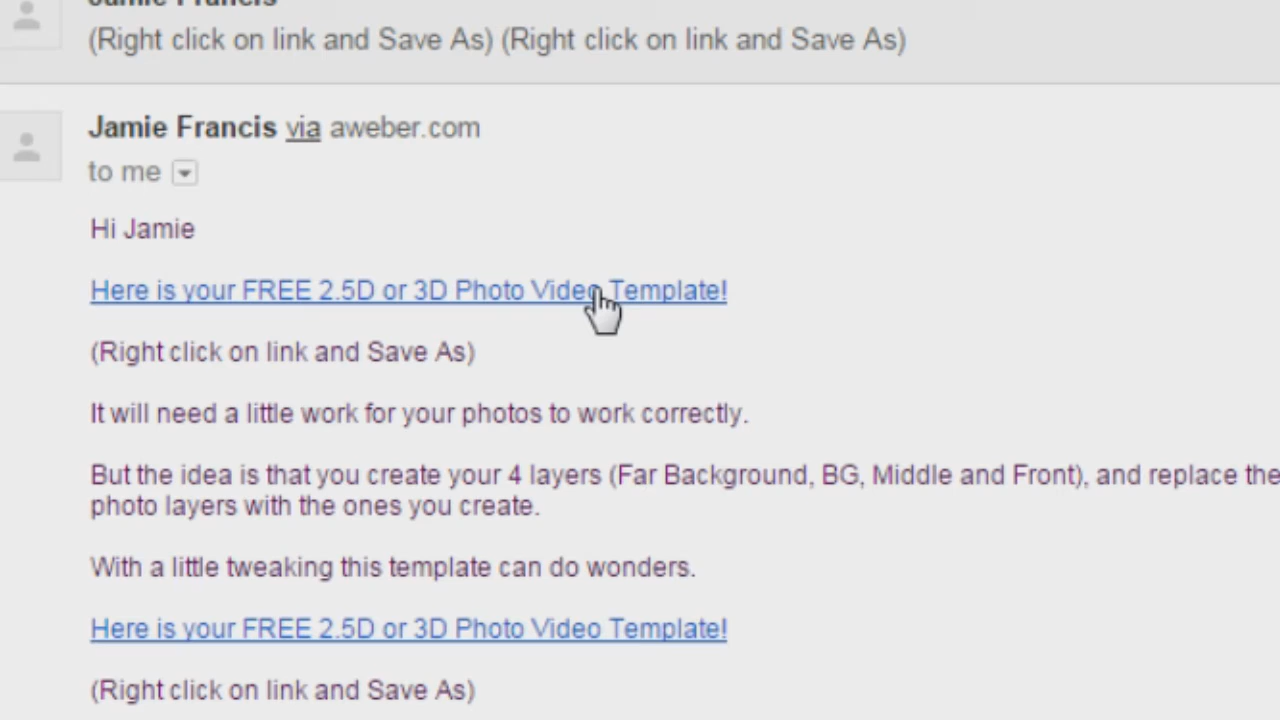 Jamie Francis
(Right click on link and Save As) (Right click on link and Save As)
Jamie Francis via aweber.com
to me
Hi Jamie
Here is your FREE 2.5D or 3D Photo Video Template!
(Right click on link and Save As)
It will need a little work for your photos to work correctly.
But the idea is that you create your 4 layers (Far Background, BG, Middle and Front), and replace the
photo layers with the ones you create.
With a little tweaking this template can do wonders.
Here is your FREE 2.5D or 3D Photo Video Template!
(Right click on link and Save As)